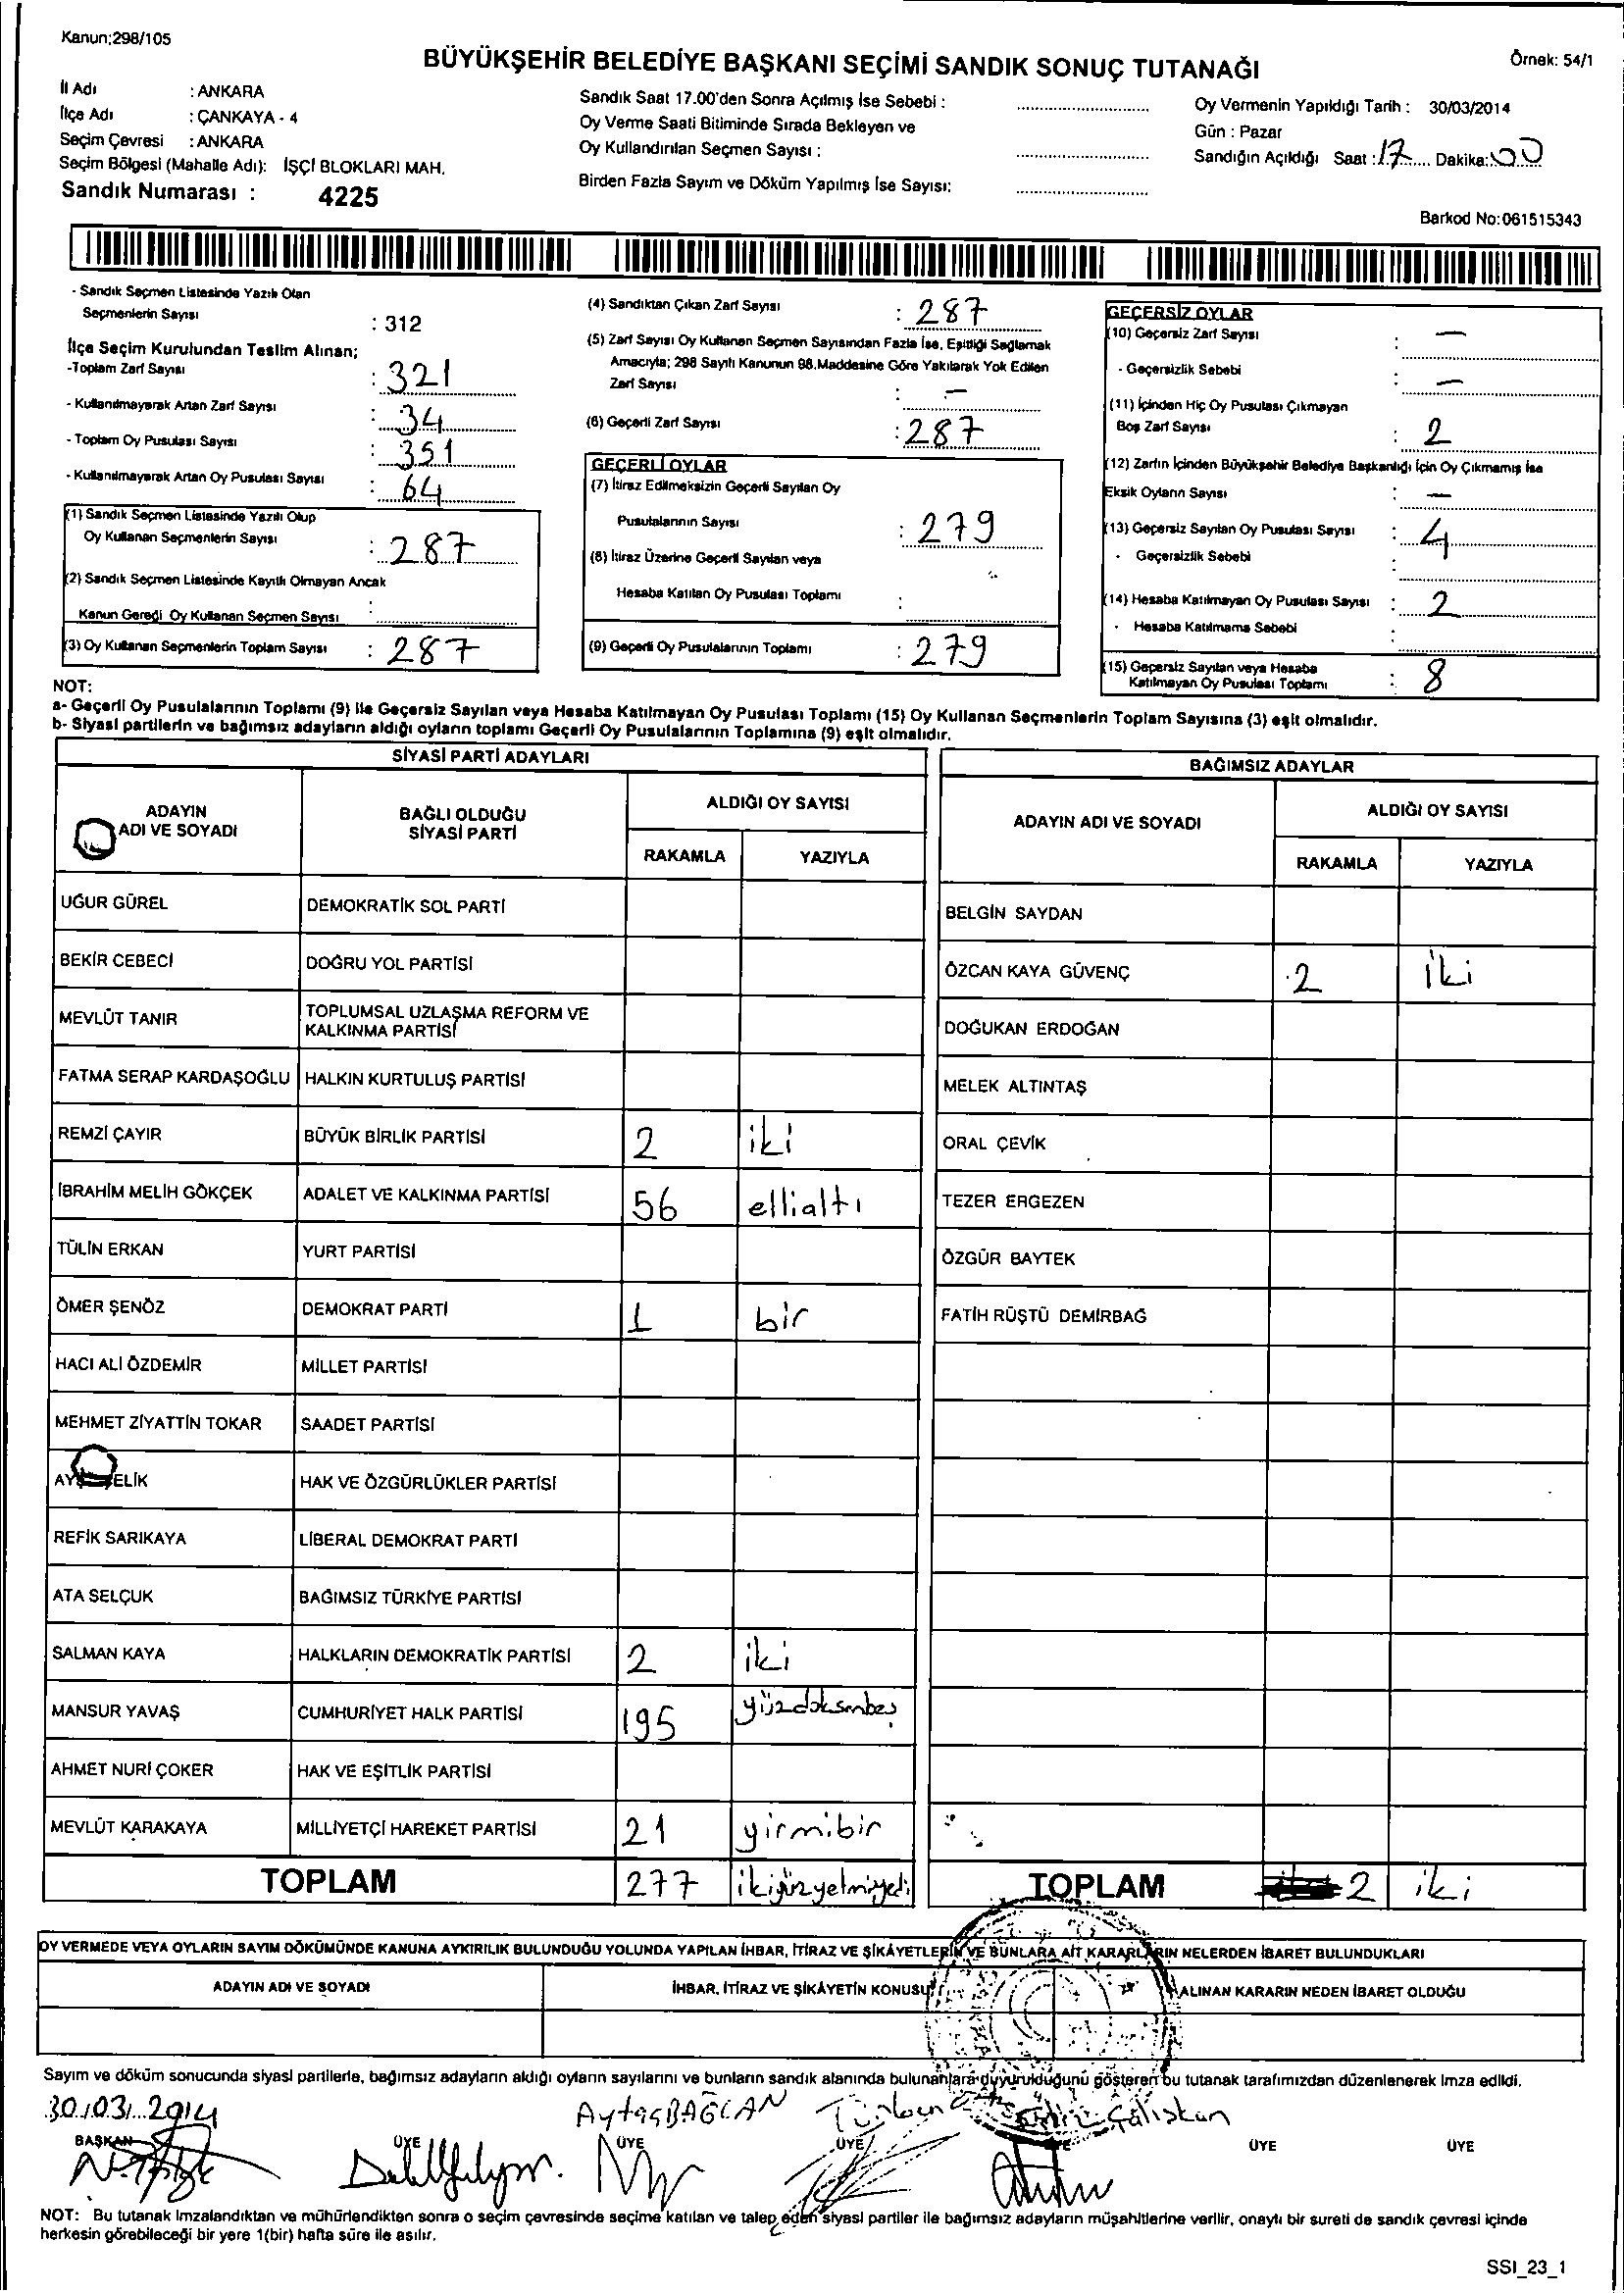 Kanun;298/105
BÜYÜKŞEHİR BELEDİYE BAŞKANI SEÇİMİ SANDIK SONUÇ TUTANAĞI
Örnek: 54/1
İl Adı : ANKARA
İlçe Adı : ÇANKAYA - 4
Seçim Çevresi : ANKARA
Seçim Bölgesi (Mahalle Adı): İŞÇİ BLOKLARI MAH.
Sandık Numarası : 4225
Sandık Saat 17.00'den Sonra Açılmış İse Sebebi :
Oy Verme Saati Bitiminde Sırada Bekleyen ve
Oy Kullandırılan Seçmen Sayısı :
Birden Fazla Sayım ve Döküm Yapılmış İse Sayısı:
Oy Vermenin Yapıldığı Tarih : 30/03/2014
Gün : Pazar
Sandığın Açıldığı Saat : 17 Dakika: 00
Barkod No:061515343
- Sandık Seçmen Listesinde Yazılı Olan
Seçmenlerin Sayısı : 312
İlçe Seçim Kurulundan Teslim Alınan;
-Toplam Zarf Sayısı : 321
- Kullanılmayarak Artan Zarf Sayısı : 34
- Toplam Oy Pusulası Sayısı : 351
- Kullanılmayarak Artan Oy Pusulası Sayısı : 64
(1) Sandık Seçmen Listesinde Yazılı Olup
Oy Kullanan Seçmenlerin Sayısı : 287
(2) Sandık Seçmen Listesinde Kayıtlı Olmayan Ancak
Kanun Gereği Oy Kullanan Seçmen Sayısı :
(3) Oy Kullanan Seçmenlerin Toplam Sayısı : 287
(4) Sandıktan Çıkan Zarf Sayısı : 287
(5) Zarf Sayısı Oy Kullanan Seçmen Sayısından Fazla İse, Eşitliği Sağlamak
Amacıyla; 298 Sayılı Kanunun 98.Maddesine Göre Yakılarak Yok Edilen
Zarf Sayısı : -
(6) Geçerli Zarf Sayısı : 287
GEÇERLİ OYLAR
(7) İtiraz Edilmeksizin Geçerli Sayılan Oy
Pusulalarının Sayısı : 279
(8) İtiraz Üzerine Geçerli Sayılan veya
Hesaba Katılan Oy Pusulası Toplamı :
(9) Geçerli Oy Pusulalarının Toplamı : 279
GEÇERSİZ OYLAR
(10) Geçersiz Zarf Sayısı : -
- Geçersizlik Sebebi : -
(11) İçinden Hiç Oy Pusulası Çıkmayan
Boş Zarf Sayısı : 2
(12) Zarfın İçinden Büyükşehir Belediye Başkanlığı İçin Oy Çıkmamış İse
Eksik Oyların Sayısı : -
(13) Geçersiz Sayılan Oy Pusulası Sayısı : 4
- Geçersizlik Sebebi :
(14) Hesaba Katılmayan Oy Pusulası Sayısı : 2
- Hesaba Katılmama Sebebi :
(15) Geçersiz Sayılan veya Hesaba
Katılmayan Oy Pusulası Toplamı : 8
NOT:
a- Geçerli Oy Pusulalarının Toplamı (9) ile Geçersiz Sayılan veya Hesaba Katılmayan Oy Pusulası Toplamı (15) Oy Kullanan Seçmenlerin Toplam Sayısına (3) eşit olmalıdır.
b- Siyasi partilerin ve bağımsız adayların aldığı oyların toplamı Geçerli Oy Pusulalarının Toplamına (9) eşit olmalıdır.
SİYASİ PARTİ ADAYLARI
ADAYIN ADI VE SOYADI
BAĞLI OLDUĞU SİYASİ PARTİ
ALDIĞI OY SAYISI
RAKAMLA YAZIYLA
UĞUR GÜREL DEMOKRATİK SOL PARTİ
BEKİR CEBECİ DOĞRU YOL PARTİSİ
MEVLÜT TANIR TOPLUMSAL UZLAŞMA REFORM VE KALKINMA PARTİSİ
FATMA SERAP KARDAŞOĞLU HALKIN KURTULUŞ PARTİSİ
REMZİ ÇAYIR BÜYÜK BİRLİK PARTİSİ 2 iki
İBRAHİM MELİH GÖKÇEK ADALET VE KALKINMA PARTİSİ 56 ellialtı
TÜLİN ERKAN YURT PARTİSİ
ÖMER ŞENÖZ DEMOKRAT PARTİ 1 bir
HACI ALİ ÖZDEMİR MİLLET PARTİSİ
MEHMET ZİYATTİN TOKAR SAADET PARTİSİ
HAK VE ÖZGÜRLÜKLER PARTİSİ
REFİK SARIKAYA LİBERAL DEMOKRAT PARTİ
ATA SELÇUK BAĞIMSIZ TÜRKİYE PARTİSİ
SALMAN KAYA HALKLARIN DEMOKRATİK PARTİSİ 2 iki
MANSUR YAVAŞ CUMHURİYET HALK PARTİSİ 195 yüzdoksanbeş
AHMET NURİ ÇOKER HAK VE EŞİTLİK PARTİSİ
MEVLÜT KARAKAYA MİLLİYETÇİ HAREKET PARTİSİ 21 yirmibir
TOPLAM 277 ikiyüzyetmişyedi
BAĞIMSIZ ADAYLAR
ADAYIN ADI VE SOYADI
ALDIĞI OY SAYISI
RAKAMLA YAZIYLA
BELGİN SAYDAN
ÖZCAN KAYA GÜVENÇ 2 iki
DOĞUKAN ERDOĞAN
MELEK ALTINTAŞ
ORAL ÇEVİK
TEZER ERGEZEN
ÖZGÜR BAYTEK
FATİH RÜŞTÜ DEMİRBAĞ
TOPLAM 2 iki
OY VERMEDE VEYA OYLARIN SAYIM DÖKÜMÜNDE KANUNA AYKIRILIK BULUNDUĞU YOLUNDA YAPILAN İHBAR, İTİRAZ VE ŞİKÂYETLERİN VE BUNLARA AİT KARARLARIN NELERDEN İBARET BULUNDUKLARI
ADAYIN ADI VE SOYADI İHBAR, İTİRAZ VE ŞİKÂYETİN KONUSU ALINAN KARARIN NEDEN İBARET OLDUĞU
Sayım ve döküm sonucunda siyasi partilerle, bağımsız adayların aldığı oyların sayılarını ve bunların sandık alanında bulunanlara duyurulduğunu gösteren bu tutanak tarafımızdan düzenlenerek imza edildi.
30/03/2014 Aytaç BAĞCAN Çalışkan
BAŞKAN ÜYE ÜYE ÜYE ÜYE ÜYE ÜYE
NOT: Bu tutanak imzalandıktan ve mühürlendikten sonra o seçim çevresinde seçime katılan ve talep eden siyasi partiler ile bağımsız adayların müşahitlerine verilir, onaylı bir sureti de sandık çevresi içinde
herkesin görebileceği bir yere 1(bir) hafta süre ile asılır.
SSI_23_1